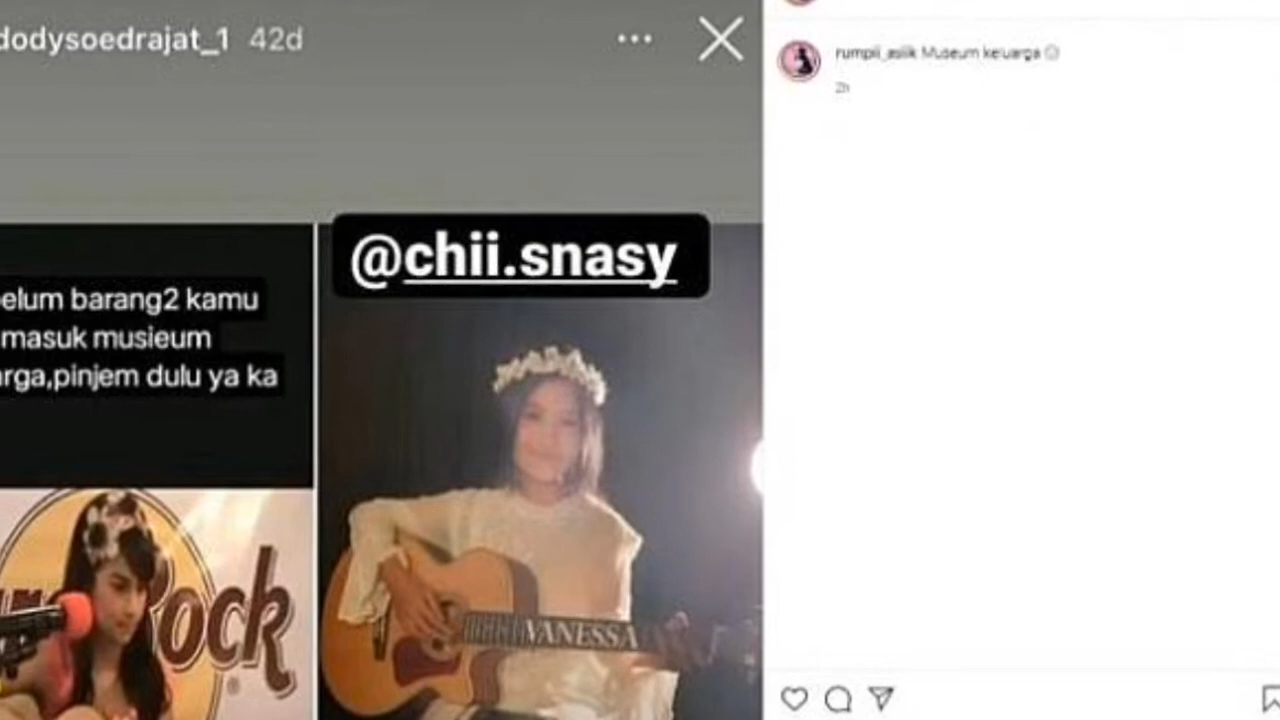 dodysoedrajat_1 42d
elum barang2 kamu
masuk musieum
arga,pinjem dulu ya ka
@chii.snasy
Rock
®
VANESSA
rumpii_asiik Museum keluarga
2h